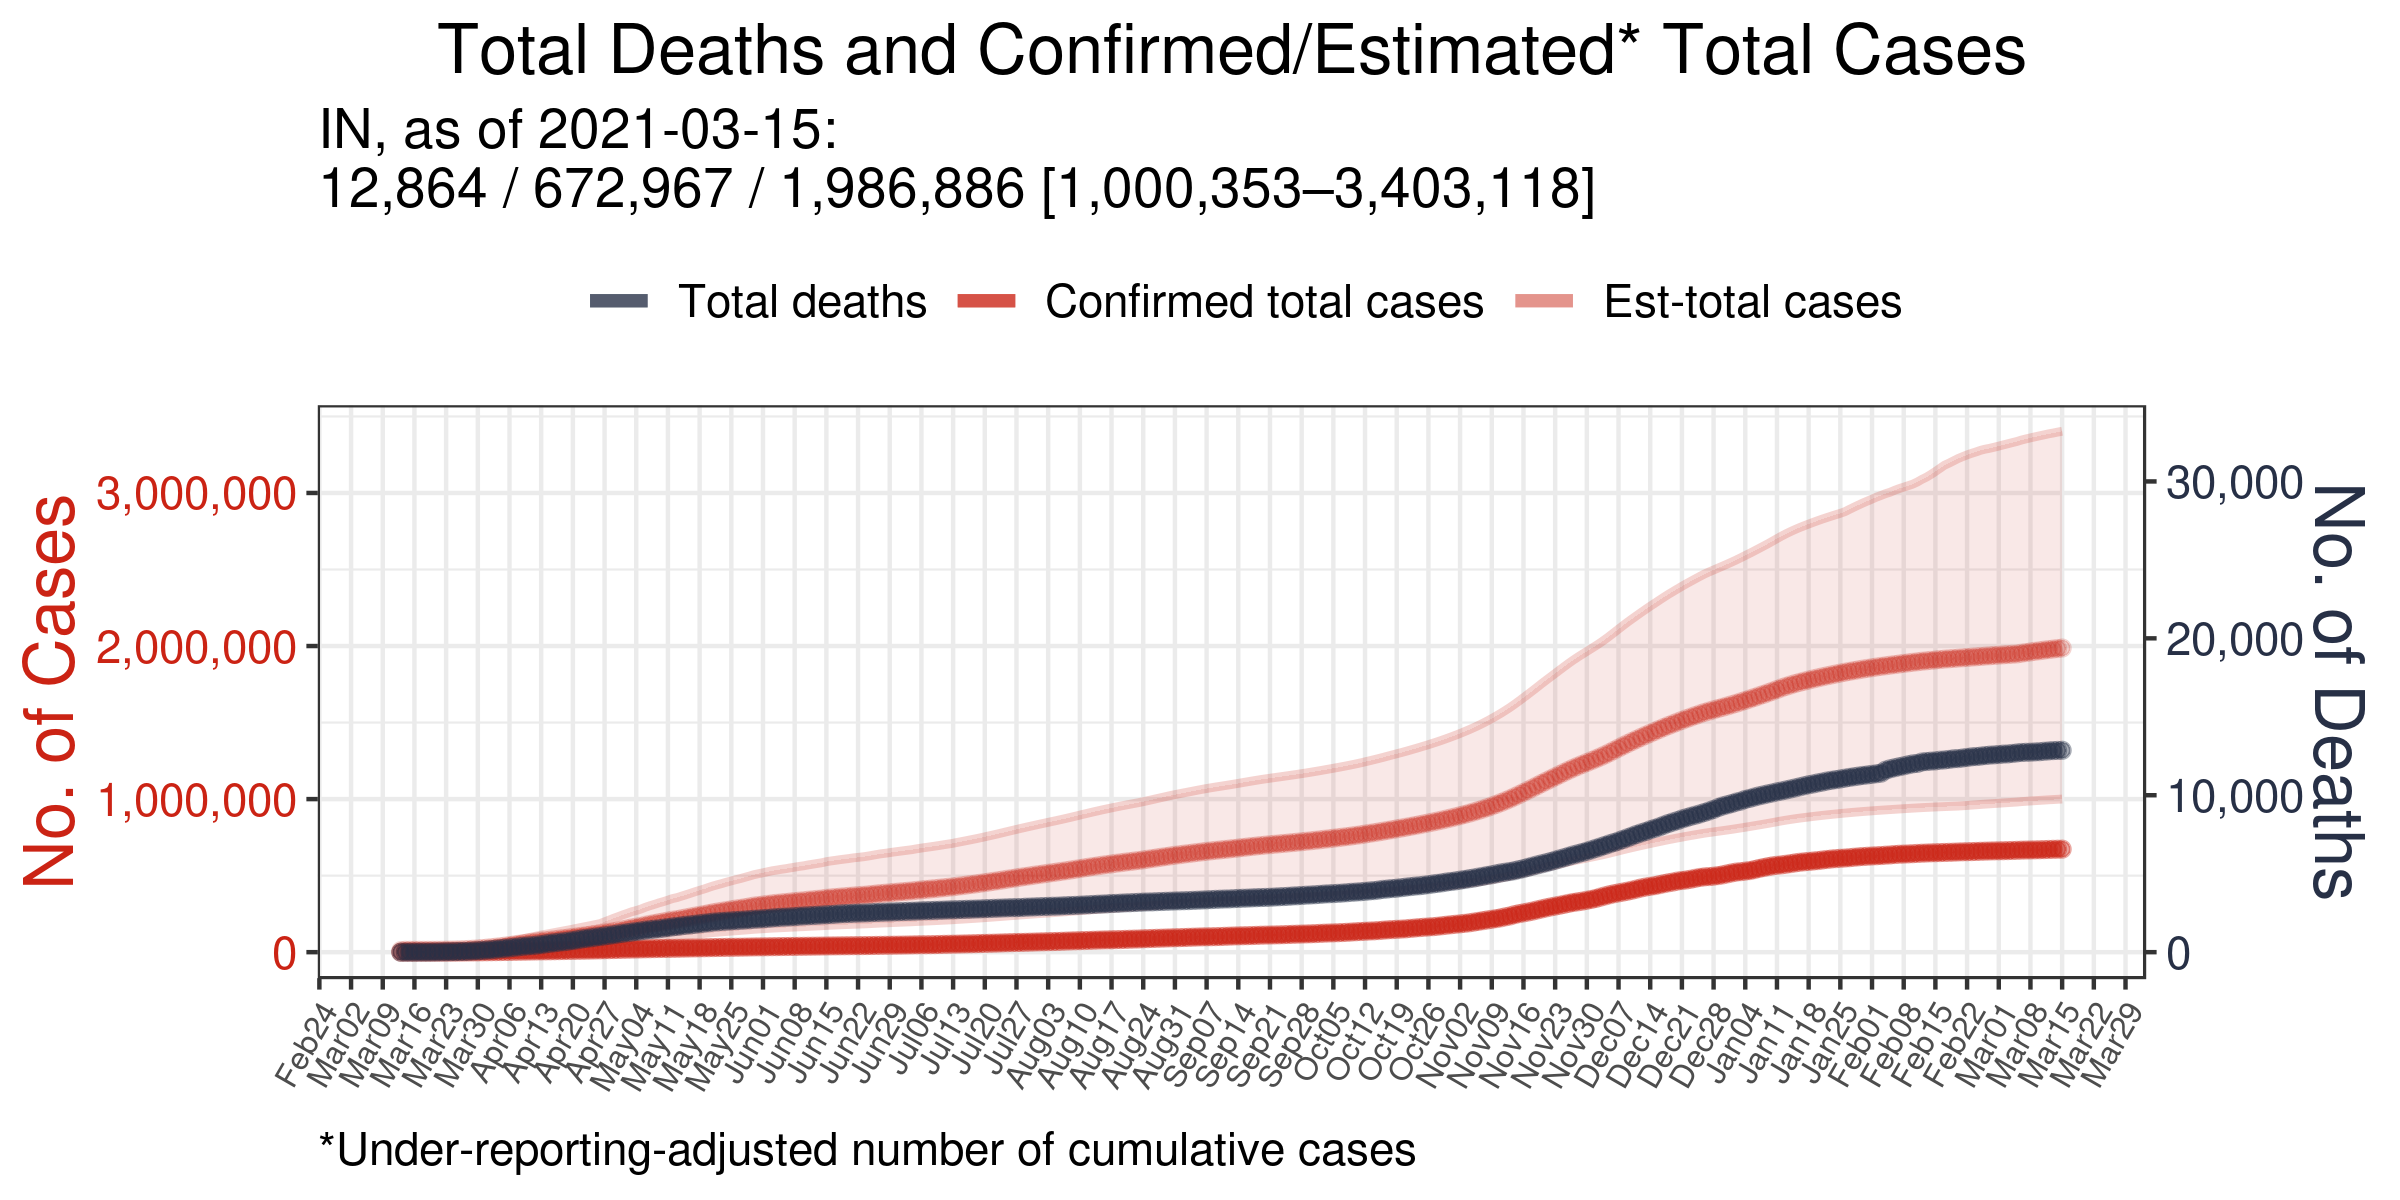 Total Deaths and Confirmed/Estimated* Total Cases
IN, as of 2021-03-15:
12,864 / 672,967 / 1,986,886 [1,000,353–3,403,118]
Total deaths
Confirmed total cases
Est-total cases
No. of Cases
3,000,000
2,000,000
1,000,000
0
30,000
20,000
10,000
0
No. of Deaths
Feb24
Mar02
Mar09
Mar16
Mar23
Mar30
Apr06
Apr13
Apr20
Apr27
May04
May11
May18
May25
Jun01
Jun08
Jun15
Jun22
Jun29
Jul06
Jul13
Jul20
Jul27
Aug03
Aug10
Aug17
Aug24
Aug31
Sep07
Sep14
Sep21
Sep28
Oct05
Oct12
Oct19
Oct26
Nov02
Nov09
Nov16
Nov23
Nov30
Dec07
Dec14
Dec21
Dec28
Jan04
Jan11
Jan18
Jan25
Feb01
Feb08
Feb15
Feb22
Mar01
Mar08
Mar15
Mar22
Mar29
*Under-reporting-adjusted number of cumulative cases